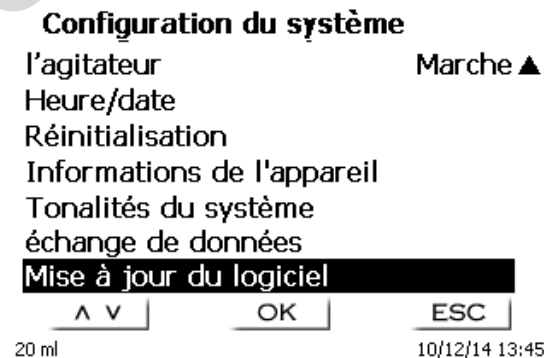 Configuration du système
l'agitateur Marche▲
Heure/date
Réinitialisation
Informations de l'appareil
Tonalités du système
échange de données
Mise à jour du logiciel
∧ ∨ OK ESC
20 ml 10/12/14 13:45